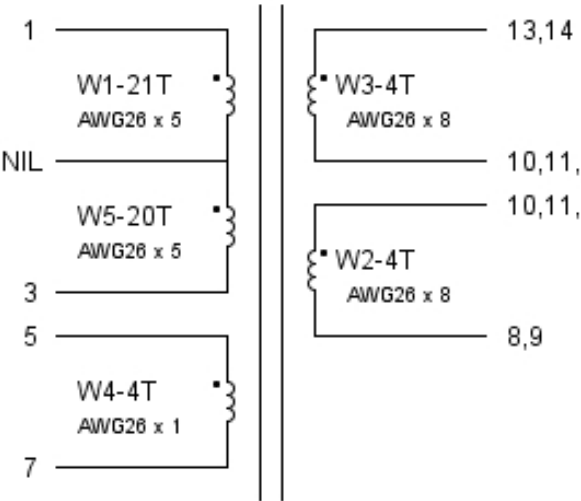 1
W1-21T
AWG26 x 5
NIL
W5-20T
AWG26 x 5
3
5
W4-4T
AWG26 x 1
7
13,14
W3-4T
AWG26 x 8
10,11,
10,11,
W2-4T
AWG26 x 8
8,9